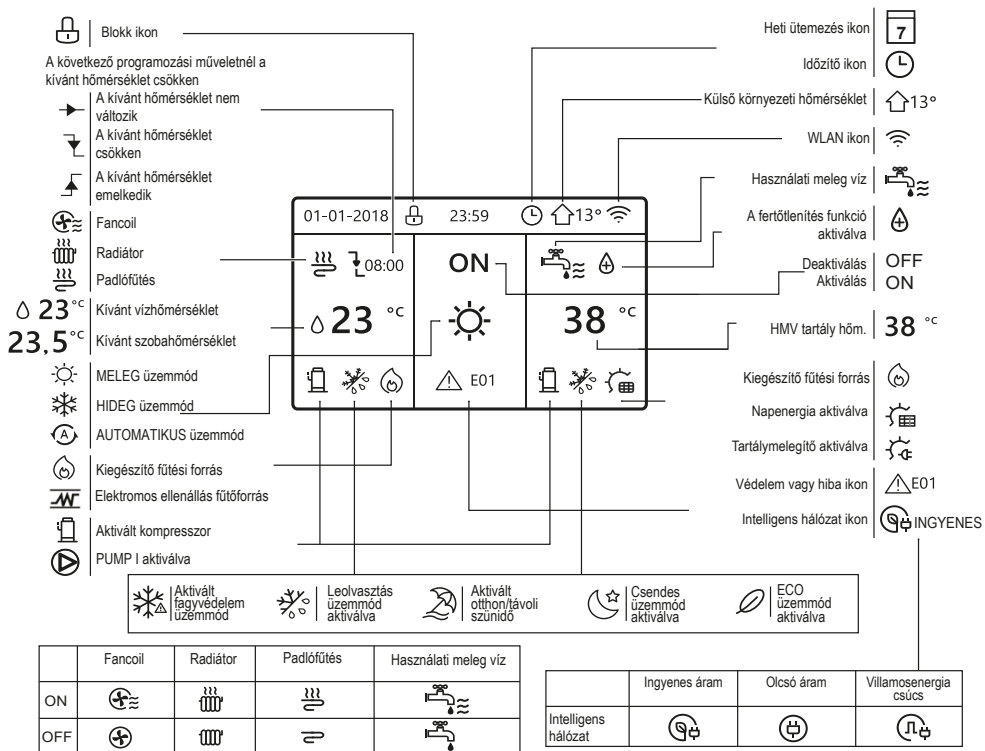 Blokk ikon
A következő programozási műveletnél a
kívánt hőmérséklet csökken
A kívánt hőmérséklet nem
változik
A kívánt hőmérséklet
csökken
A kívánt hőmérséklet
emelkedik
Fancoil
Radiátor
Padlófűtés
23°c Kívánt vízhőmérséklet
23,5°c Kívánt szobahőmérséklet
MELEG üzemmód
HIDEG üzemmód
A AUTOMATIKUS üzemmód
Kiegészítő fűtési forrás
Elektromos ellenállás fűtőforrás
Aktivált kompresszor
PUMP I aktiválva
01-01-2018 23:59 13°
08:00 ON
23 °c 38 °c
E01
Heti ütemezés ikon 7
Időzítő ikon
Külső környezeti hőmérséklet 13°
WLAN ikon
Használati meleg víz
A fertőtlenítés funkció
aktiválva
Deaktiválás OFF
Aktiválás ON
HMV tartály hőm. 38 °c
Kiegészítő fűtési forrás
Napenergia aktiválva
Tartálymelegítő aktiválva
Védelem vagy hiba ikon E01
Intelligens hálózat ikon INGYENES
Aktivált
fagyvédelem
üzemmód
Leolvasztás
üzemmód
aktiválva
Aktivált
otthon/távoli
szünidő
Csendes
üzemmód
aktiválva
ECO
üzemmód
aktiválva
Fancoil Radiátor Padlófűtés Használati meleg víz
ON
OFF
Ingyenes áram Olcsó áram Villamosenergia
csúcs
Intelligens
hálózat